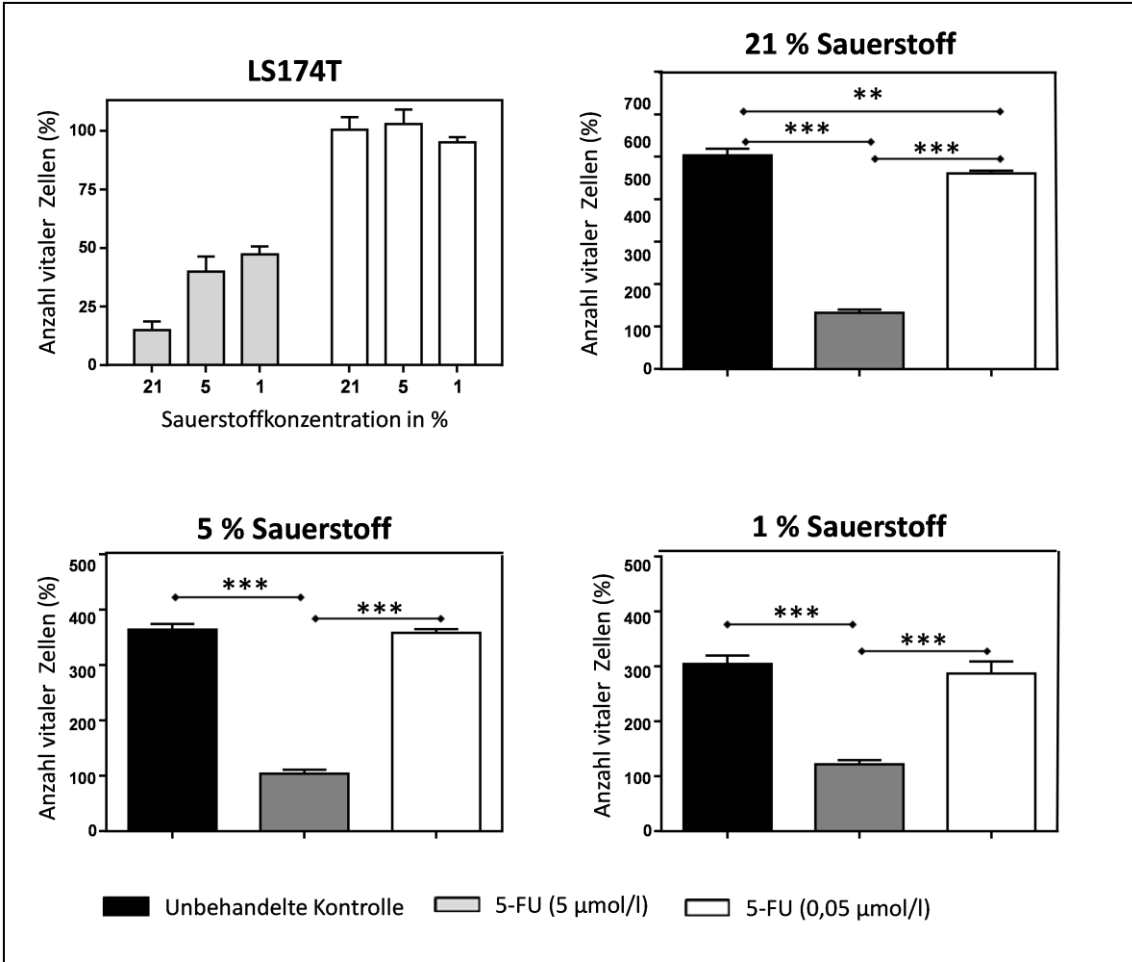 LS174T
Anzahl vitaler Zellen (%)
100
75
50
25
0
21 5 1 21 5 1
Sauerstoffkonzentration in %
21 % Sauerstoff
Anzahl vitaler Zellen (%)
700
600
500
400
300
200
100
0
**
*** ***
5 % Sauerstoff
Anzahl vitaler Zellen (%)
500
400
300
200
100
0
*** ***
1 % Sauerstoff
Anzahl vitaler Zellen (%)
500
400
300
200
100
0
*** ***
Unbehandelte Kontrolle 5-FU (5 µmol/l) 5-FU (0,05 µmol/l)